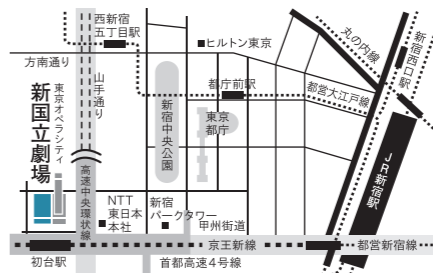 西新宿
五丁目駅
ヒルトン東京
丸の内線
新宿西口駅
方南通り
山手通り
都庁前駅
都営大江戸線
東京オペラシティ
新国立劇場
新宿中央公園
東京
都庁
JR新宿駅
高速中央環状線
NTT
東日本
本社
新宿
パークタワー
甲州街道
京王新線
都営新宿線
初台駅
首都高速4号線